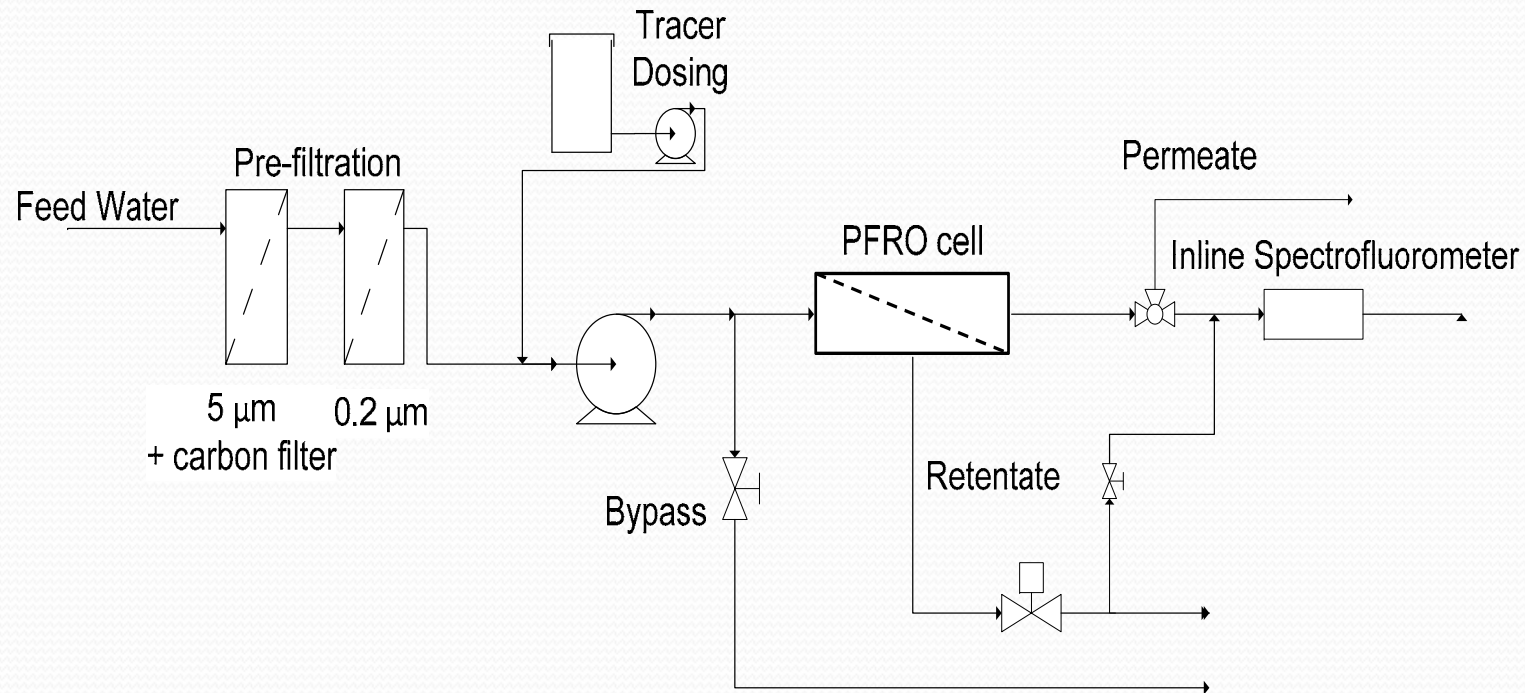 Tracer
Dosing
Pre-filtration
Feed Water
5 μm
+ carbon filter
0.2 μm
PFRO cell
Permeate
Inline Spectrofluorometer
Bypass
Retentate